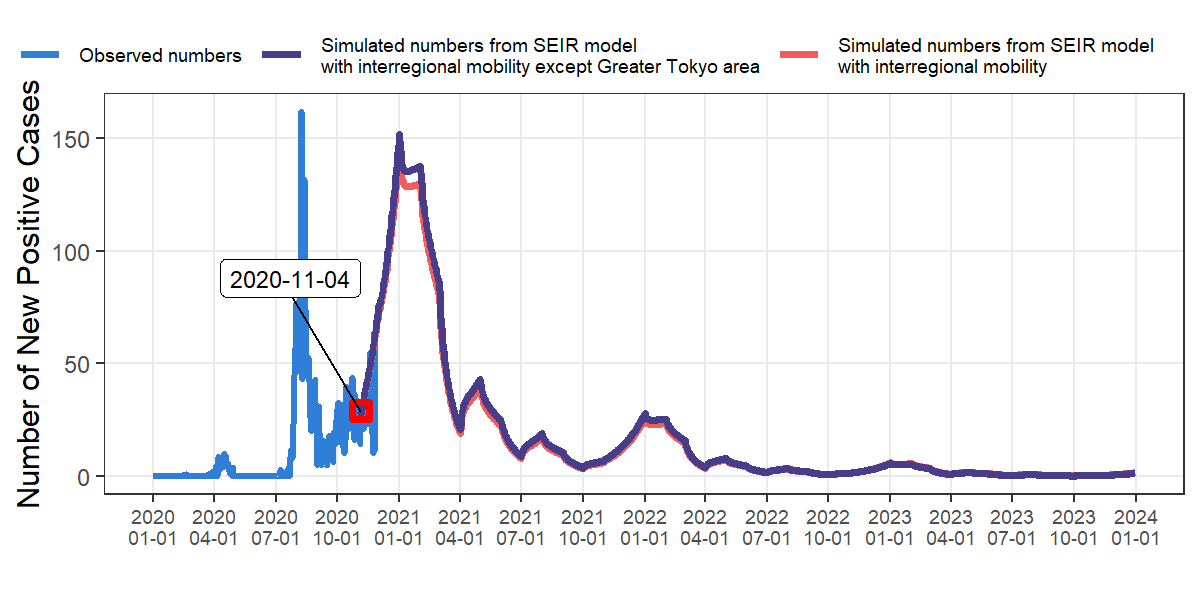 Observed numbers
Simulated numbers from SEIR model
with interregional mobility except Greater Tokyo area
Simulated numbers from SEIR model
with interregional mobility
Number of New Positive Cases
150
100
50
0
2020-11-04
2020 2020 2020 2020 2021 2021 2021 2021 2022 2022 2022 2022 2023 2023 2023 2023 2024
01-01 04-01 07-01 10-01 01-01 04-01 07-01 10-01 01-01 04-01 07-01 10-01 01-01 04-01 07-01 10-01 01-01